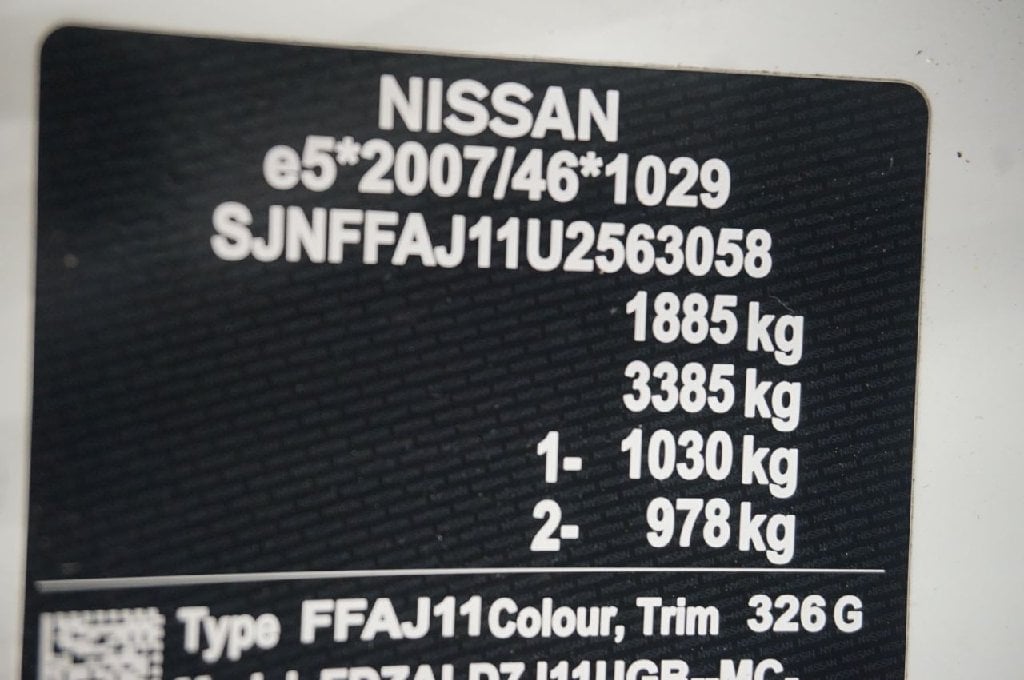 NISSAN
e5*2007/46*1029
SJNFFAJ11U2563058
1885 kg
3385 kg
1- 1030 kg
2- 978 kg
Type FFAJ11 Colour, Trim 326 G